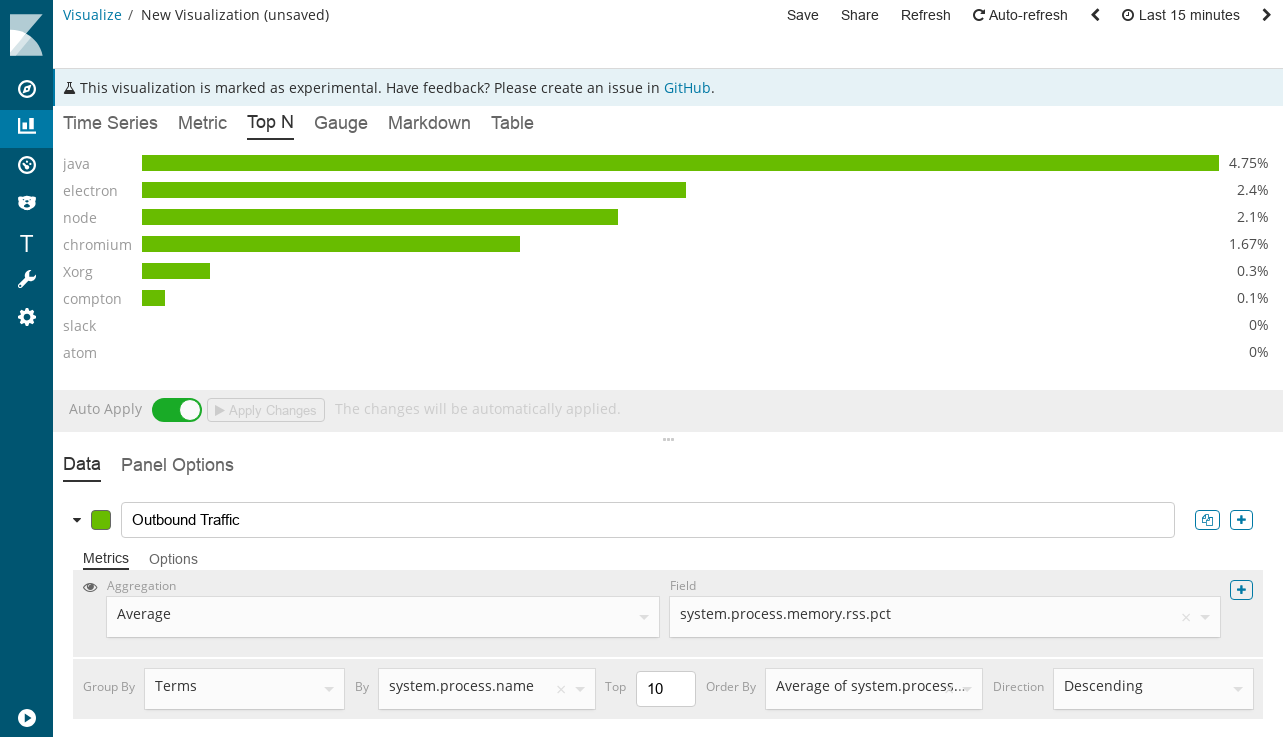 Visualize / New Visualization (unsaved) Save Share Refresh Auto-refresh Last 15 minutes
This visualization is marked as experimental. Have feedback? Please create an issue in GitHub.
Time Series Metric Top N Gauge Markdown Table
java 4.75%
electron 2.4%
node 2.1%
chromium 1.67%
Xorg 0.3%
compton 0.1%
slack 0%
atom 0%
Auto Apply Apply Changes The changes will be automatically applied.
Data Panel Options
Outbound Traffic
Metrics Options
Aggregation Field
Average system.process.memory.rss.pct
Group By Terms By system.process.name Top 10 Order By Average of system.process.... Direction Descending